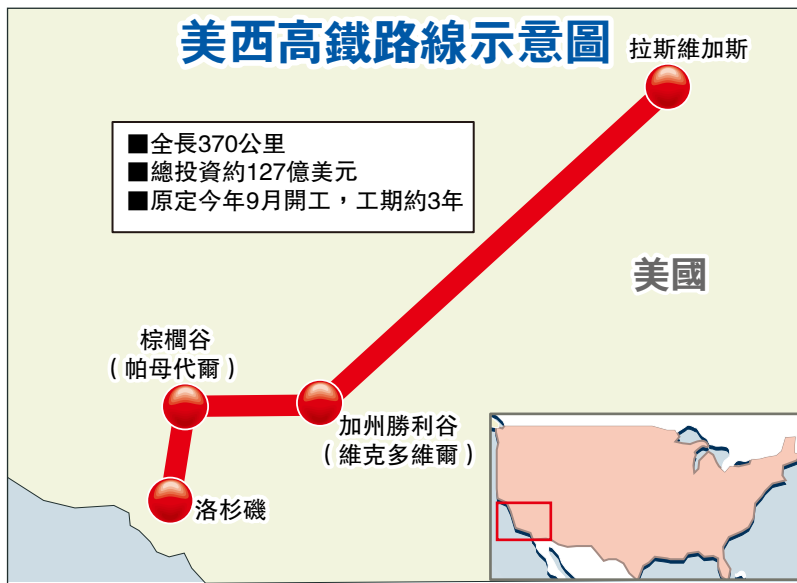 美西高鐵路線示意圖
拉斯維加斯
■全長370公里
■總投資約127億美元
■原定今年9月開工，工期約3年
美國
棕櫚谷
（帕母代爾）
加州勝利谷
（維克多維爾）
洛杉磯